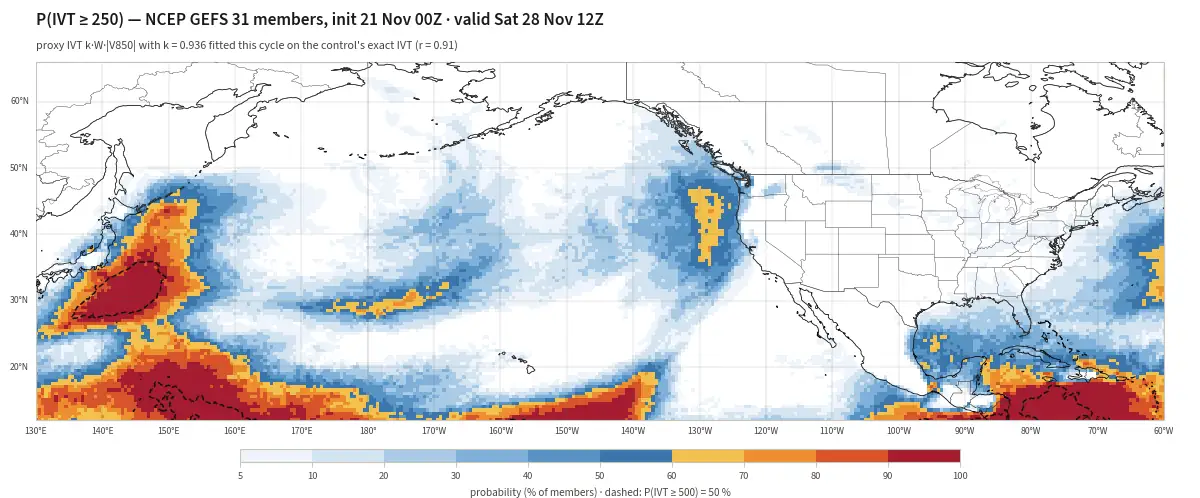 P(IVT ≥ 250) — NCEP GEFS 31 members, init 21 Nov 00Z · valid Sat 28 Nov 12Z
proxy IVT k·W·|V850| with k = 0.936 fitted this cycle on the control's exact IVT (r = 0.91)
60°N
50°N
40°N
30°N
20°N
130°E 140°E 150°E 160°E 170°E 180° 170°W 160°W 150°W 140°W 130°W 120°W 110°W 100°W 90°W 80°W 70°W 60°W
5 10 20 30 40 50 60 70 80 90 100
probability (% of members) · dashed: P(IVT ≥ 500) = 50 %